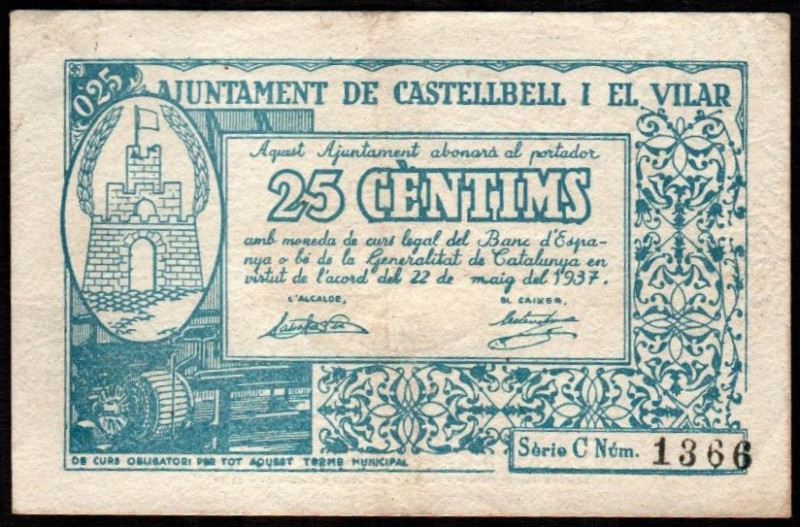 0'25
AJUNTAMENT DE CASTELLBELL I EL VILAR
Aquest Ajuntament abonarà al portador
25 CÈNTIMS
amb moneda de curs legal del Banc d'Espa-
nya o bé de la Generalitat de Catalunya en
virtut de l'acord del 22 de maig del 1937.
L'ALCALDE, EL CAIXER,
Sèrie C Núm. 1366
DE CURS OBLIGATORI PER TOT AQUEST TERME MUNICIPAL